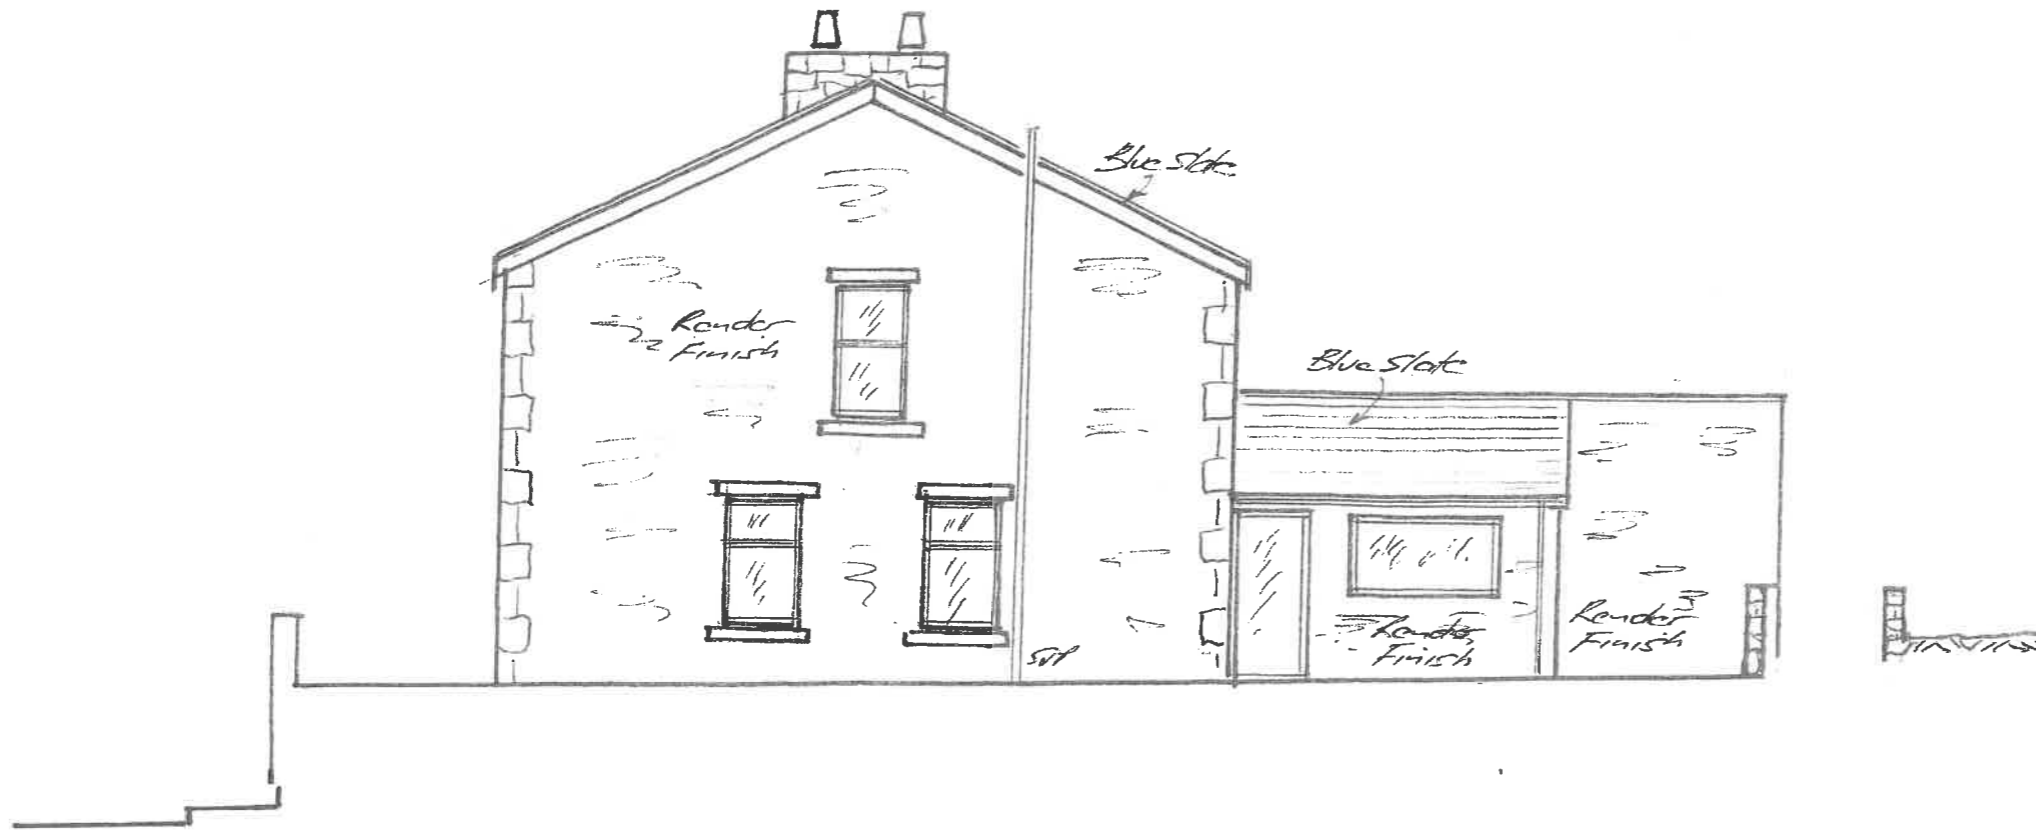 Blue Slate
Render
Finish
Blue Slate
Render
Finish
Render
Finish
SVP